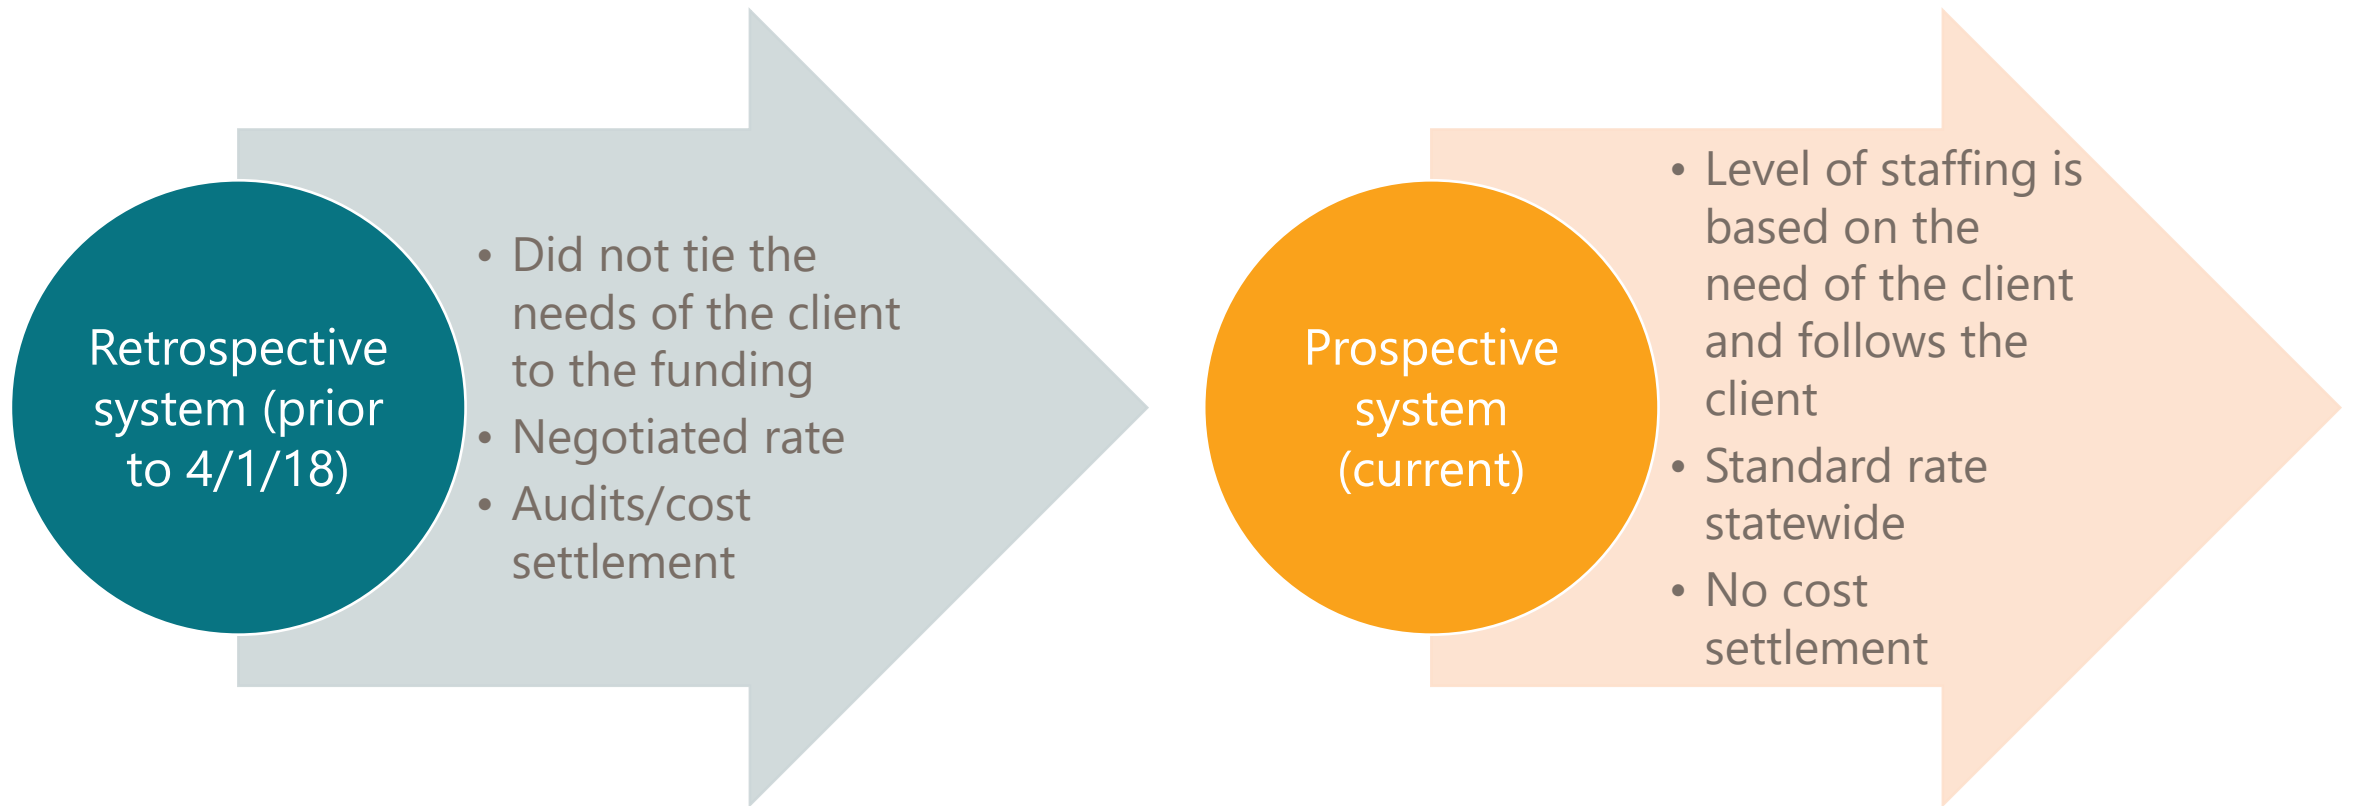 Retrospective
system (prior
to 4/1/18)
• Did not tie the
needs of the client
to the funding
• Negotiated rate
• Audits/cost
settlement
Prospective
system
(current)
• Level of staffing is
based on the
need of the client
and follows the
client
• Standard rate
statewide
• No cost
settlement